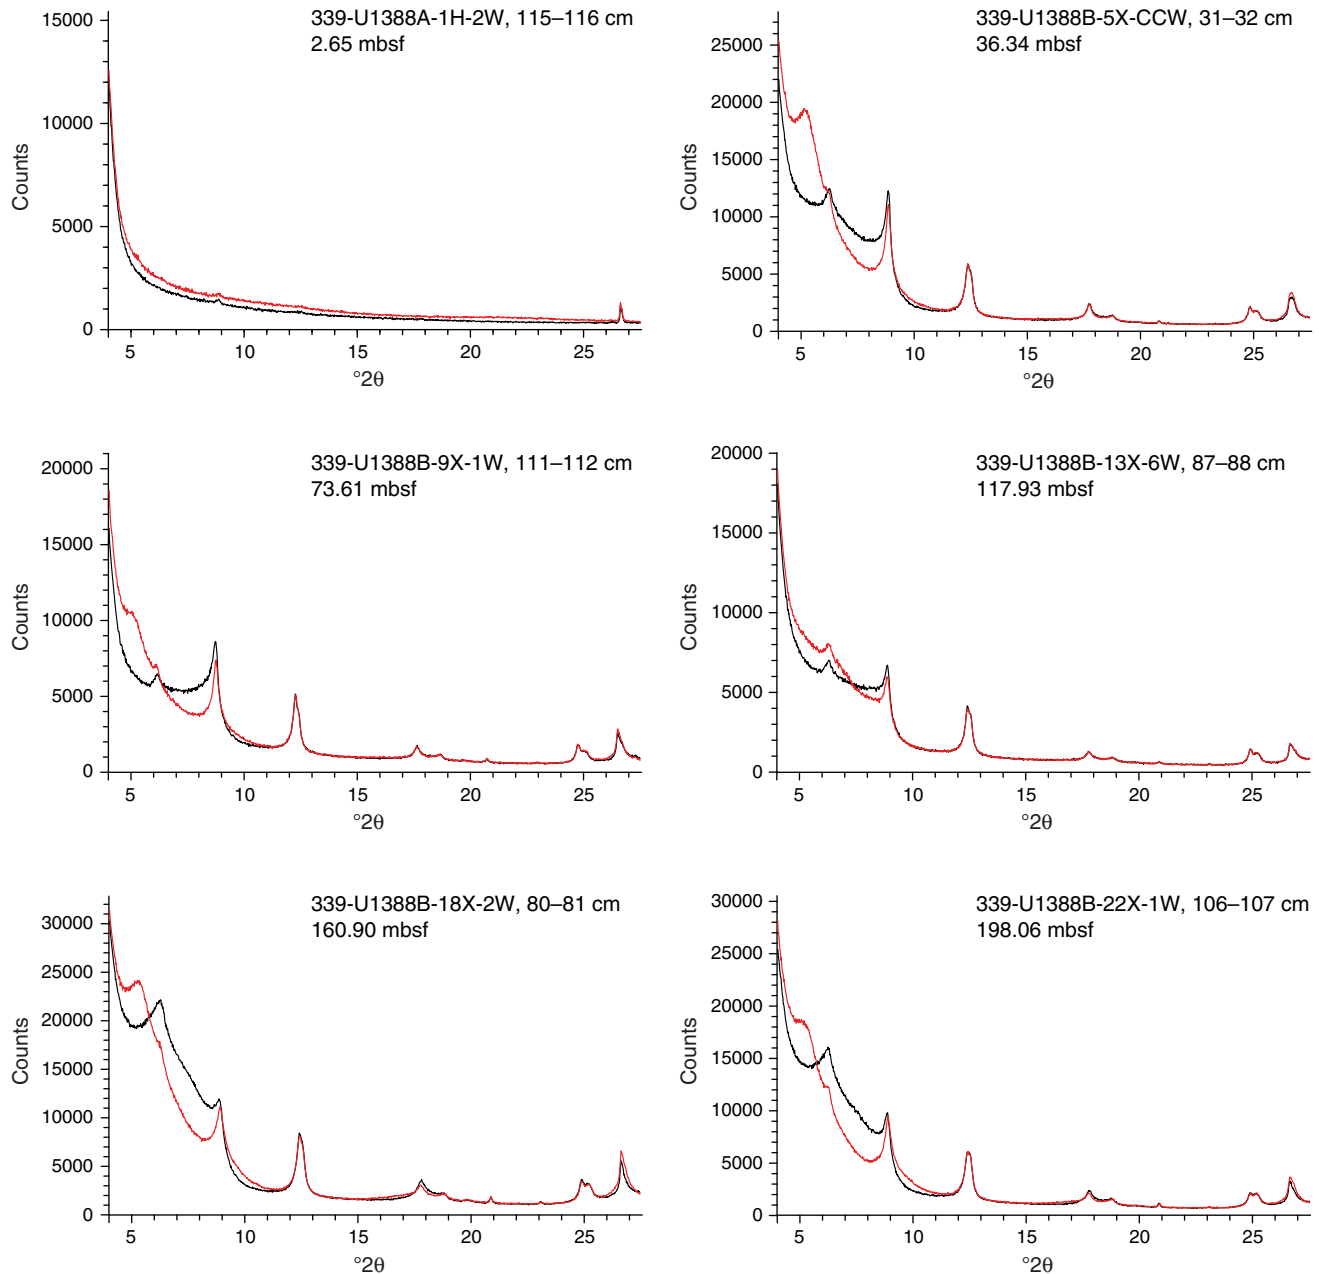 339-U1388A-1H-2W, 115–116 cm
2.65 mbsf
15000
10000
5000
0
Counts
5 10 15 20 25
°2θ
339-U1388B-5X-CCW, 31–32 cm
36.34 mbsf
25000
20000
15000
10000
5000
0
Counts
5 10 15 20 25
°2θ
339-U1388B-9X-1W, 111–112 cm
73.61 mbsf
20000
15000
10000
5000
0
Counts
5 10 15 20 25
°2θ
339-U1388B-13X-6W, 87–88 cm
117.93 mbsf
20000
15000
10000
5000
0
Counts
5 10 15 20 25
°2θ
339-U1388B-18X-2W, 80–81 cm
160.90 mbsf
30000
25000
20000
15000
10000
5000
0
Counts
5 10 15 20 25
°2θ
339-U1388B-22X-1W, 106–107 cm
198.06 mbsf
30000
25000
20000
15000
10000
5000
0
Counts
5 10 15 20 25
°2θ